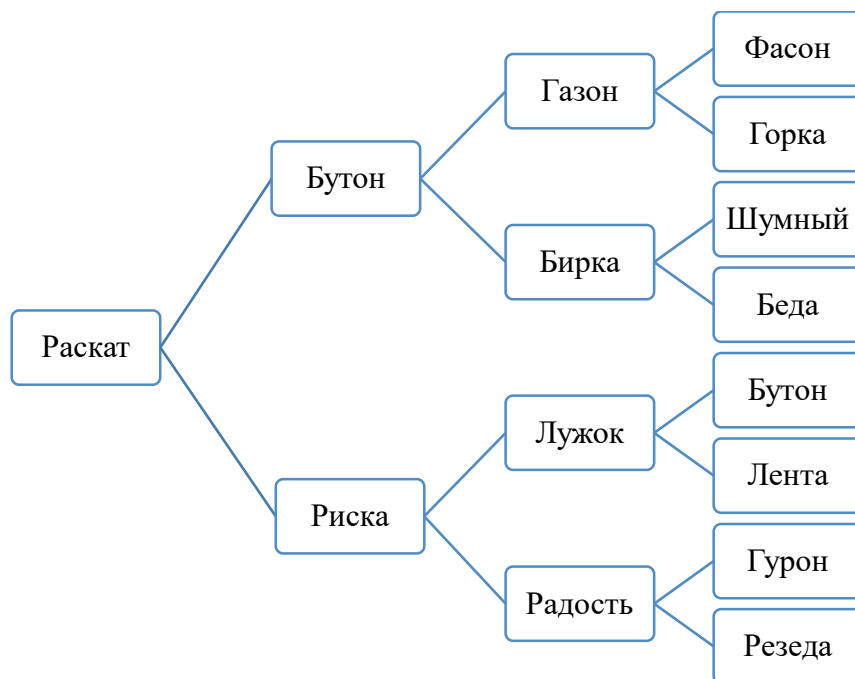 Фасон
Газон
Горка
Бутон
Шумный
Бирка
Беда
Раскат
Бутон
Лужок
Лента
Риска
Гурон
Радость
Резеда